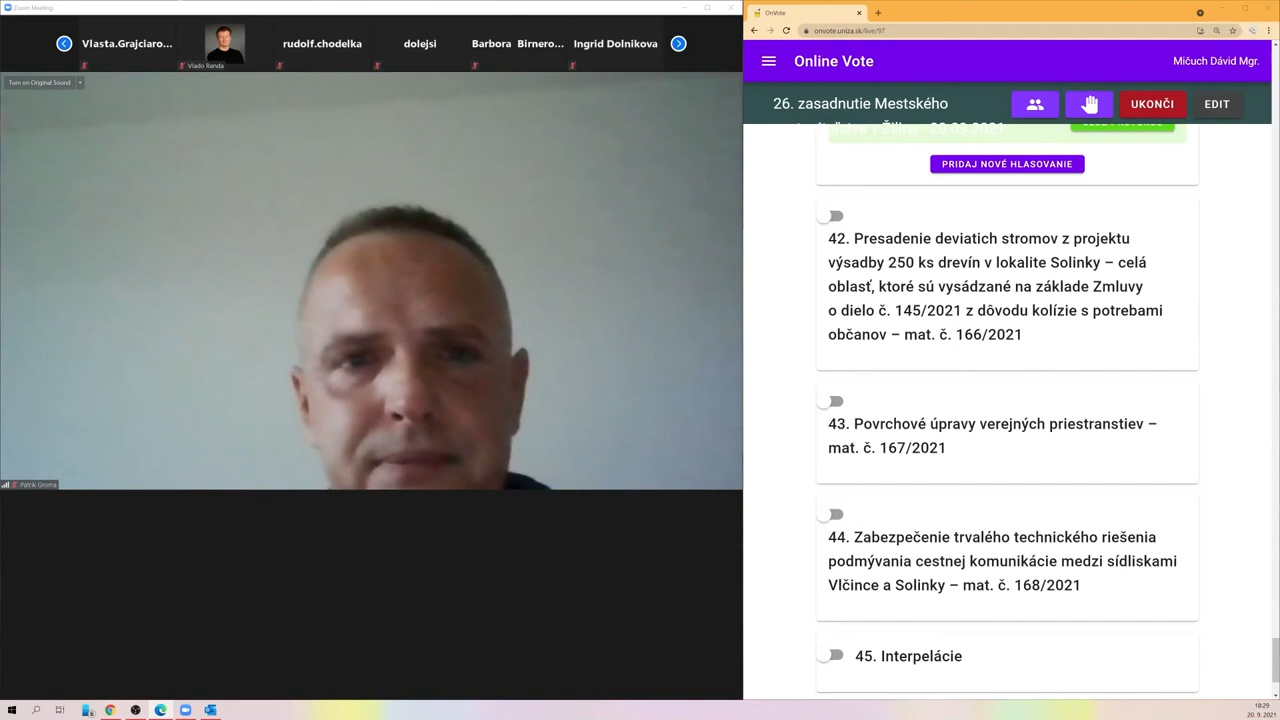 Zoom Meeting
Vlasta.Grajciaro...
Vlado Randa
rudolf.chodelka
dolejsi
Barbora Birnero...
Ingrid Dolnikova
Turn on Original Sound
Patrik Groma
OnVote
onvote.uniza.sk/live/97
Online Vote
Mičuch Dávid Mgr.
26. zasadnutie Mestského
UKONČI
EDIT
PRIDAJ NOVÉ HLASOVANIE
42. Presadenie deviatich stromov z projektu
výsadby 250 ks drevín v lokalite Solinky – celá
oblasť, ktoré sú vysádzané na základe Zmluvy
o dielo č. 145/2021 z dôvodu kolízie s potrebami
občanov – mat. č. 166/2021
43. Povrchové úpravy verejných priestranstiev –
mat. č. 167/2021
44. Zabezpečenie trvalého technického riešenia
podmývania cestnej komunikácie medzi sídliskami
Vlčince a Solinky – mat. č. 168/2021
45. Interpelácie
18:29
20. 9. 2021